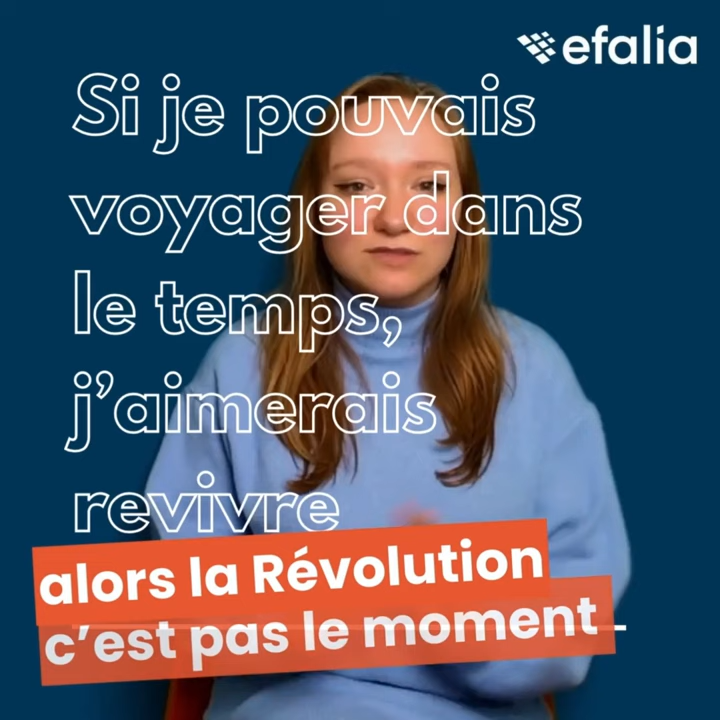 efalia
Si je pouvais
voyager dans
le temps,
j’aimerais
revivre
alors la Révolution
c’est pas le moment